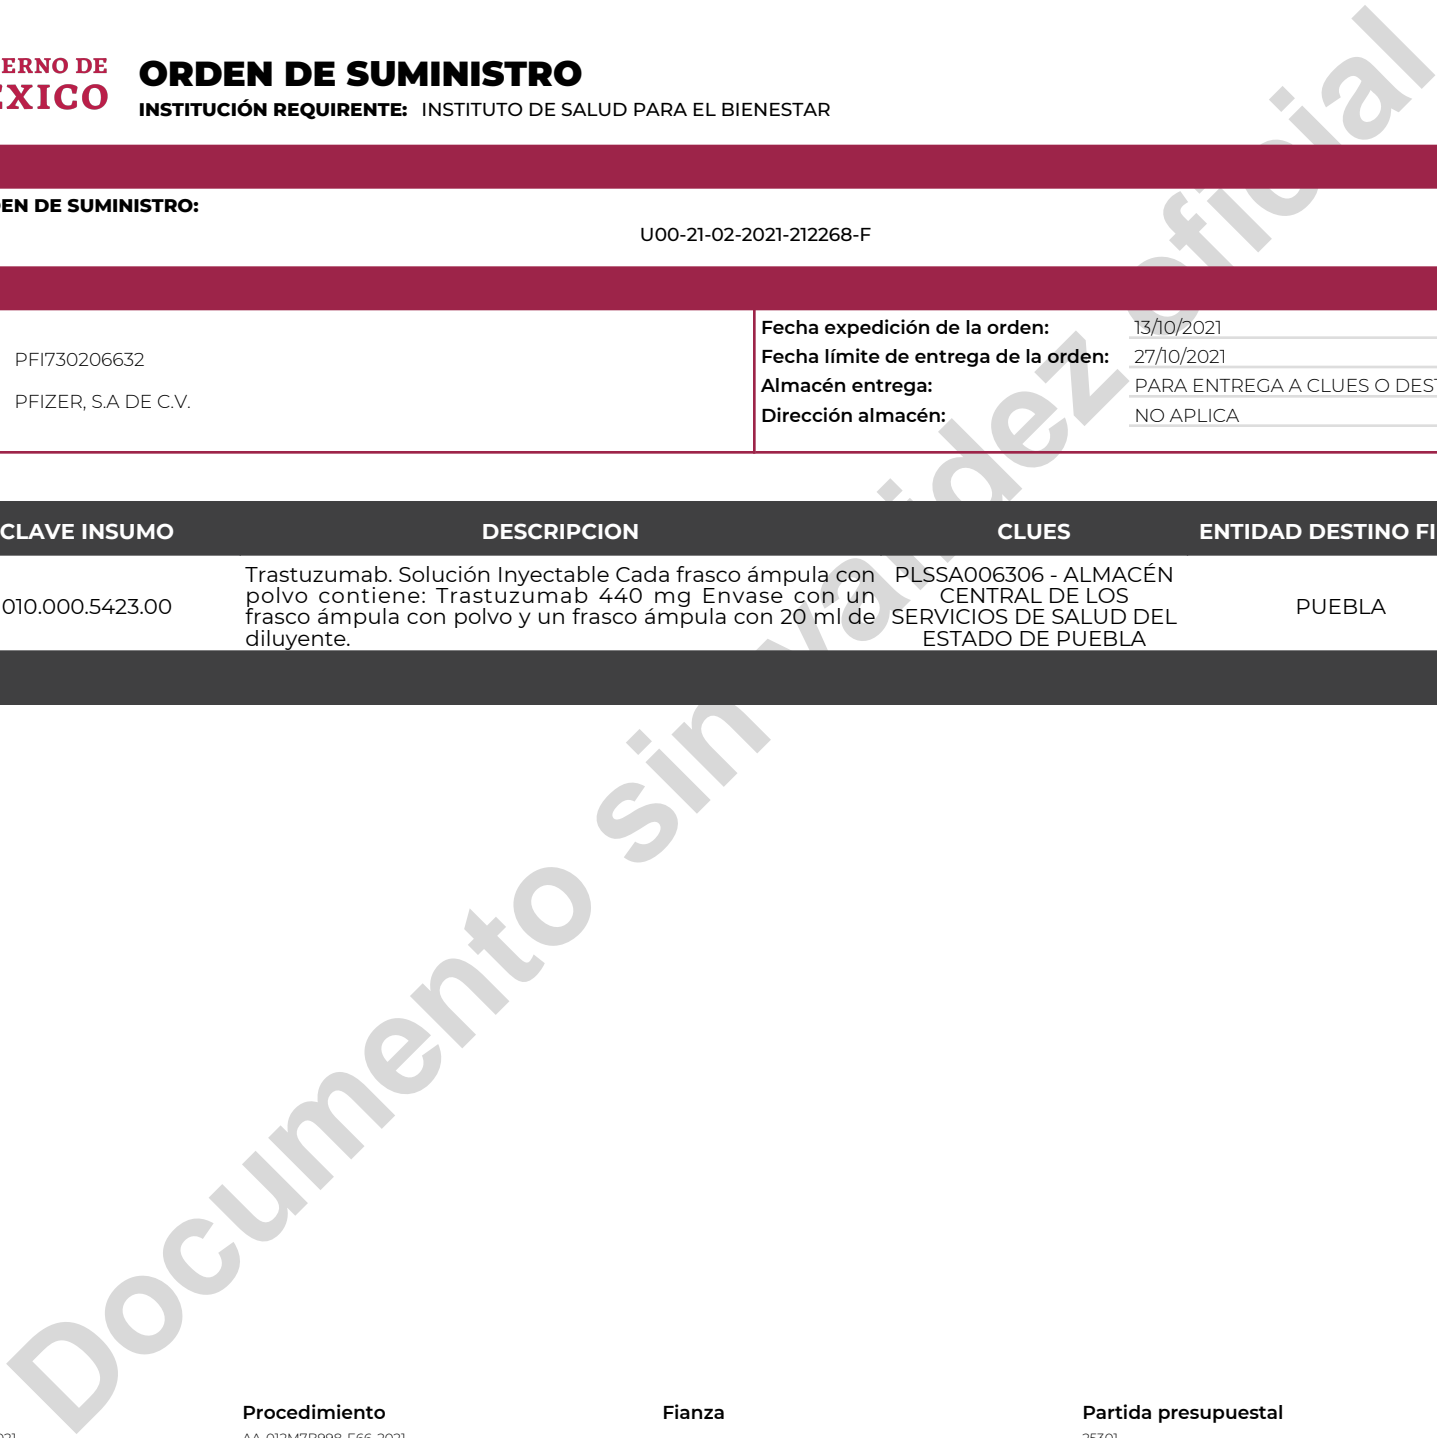 ERNO DE
EXICO
ORDEN DE SUMINISTRO
INSTITUCIÓN REQUIRENTE: INSTITUTO DE SALUD PARA EL BIENESTAR
EN DE SUMINISTRO:
U00-21-02-2021-212268-F
PFI730206632
PFIZER, S.A DE C.V.
Fecha expedición de la orden: 13/10/2021
Fecha límite de entrega de la orden: 27/10/2021
Almacén entrega: PARA ENTREGA A CLUES O DEST
Dirección almacén: NO APLICA
CLAVE INSUMO DESCRIPCION CLUES ENTIDAD DESTINO FI
010.000.5423.00
Trastuzumab. Solución Inyectable Cada frasco ámpula con
polvo contiene: Trastuzumab 440 mg Envase con un
frasco ámpula con polvo y un frasco ámpula con 20 ml de
diluyente.
PLSSA006306 - ALMACÉN
CENTRAL DE LOS
SERVICIOS DE SALUD DEL
ESTADO DE PUEBLA
PUEBLA
Documento sin validez oficial
Procedimiento Fianza Partida presupuestal